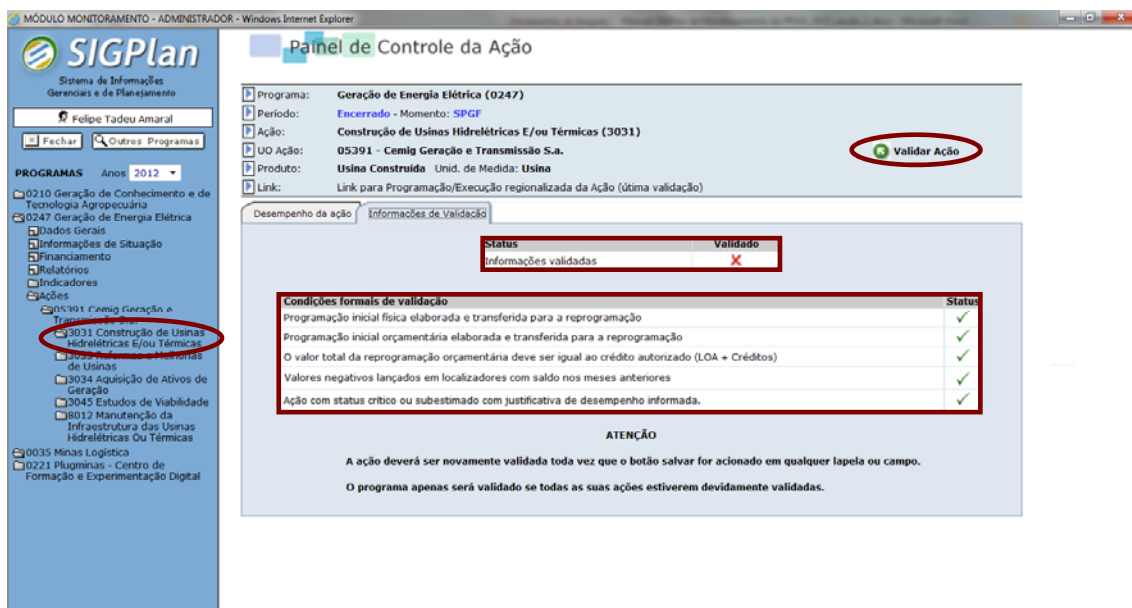 MÓDULO MONITORAMENTO - ADMINISTRADOR - Windows Internet Explorer
SIGPlan
Sistema de Informações
Gerenciais e de Planejamento
Felipe Tadeu Amaral
Fechar
Outros Programas
PROGRAMAS Anos 2012
0210 Geração de Conhecimento e de
Tecnologia Agropecuária
0247 Geração de Energia Elétrica
Dados Gerais
Informações de Situação
Financiamento
Relatórios
Indicadores
Ações
05391 Cemig Geração e
Transmissão S.a.
3031 Construção de Usinas
Hidrelétricas E/ou Térmicas
3033 Reformas e Melhorias
de Usinas
3034 Aquisição de Ativos de
Geração
3045 Estudos de Viabilidade
8012 Manutenção da
Infraestrutura das Usinas
Hidrelétricas Ou Térmicas
0035 Minas Logística
0221 Plugminas - Centro de
Formação e Experimentação Digital
Painel de Controle da Ação
Programa: Geração de Energia Elétrica (0247)
Período: Encerrado - Momento: SPGF
Ação: Construção de Usinas Hidrelétricas E/ou Térmicas (3031)
UO Ação: 05391 - Cemig Geração e Transmissão S.a.
Validar Ação
Produto: Usina Construída Unid. de Medida: Usina
Link: Link para Programação/Execução regionalizada da Ação (útima validação)
Desempenho da ação
Informacões de Validacão
Status Validado
Informações validadas
Condições formais de validação Status
Programação inicial física elaborada e transferida para a reprogramação
Programação inicial orçamentária elaborada e transferida para a reprogramação
O valor total da reprogramação orçamentária deve ser igual ao crédito autorizado (LOA + Créditos)
Valores negativos lançados em localizadores com saldo nos meses anteriores
Ação com status crítico ou subestimado com justificativa de desempenho informada.
ATENÇÃO
A ação deverá ser novamente validada toda vez que o botão salvar for acionado em qualquer lapela ou campo.
O programa apenas será validado se todas as suas ações estiverem devidamente validadas.